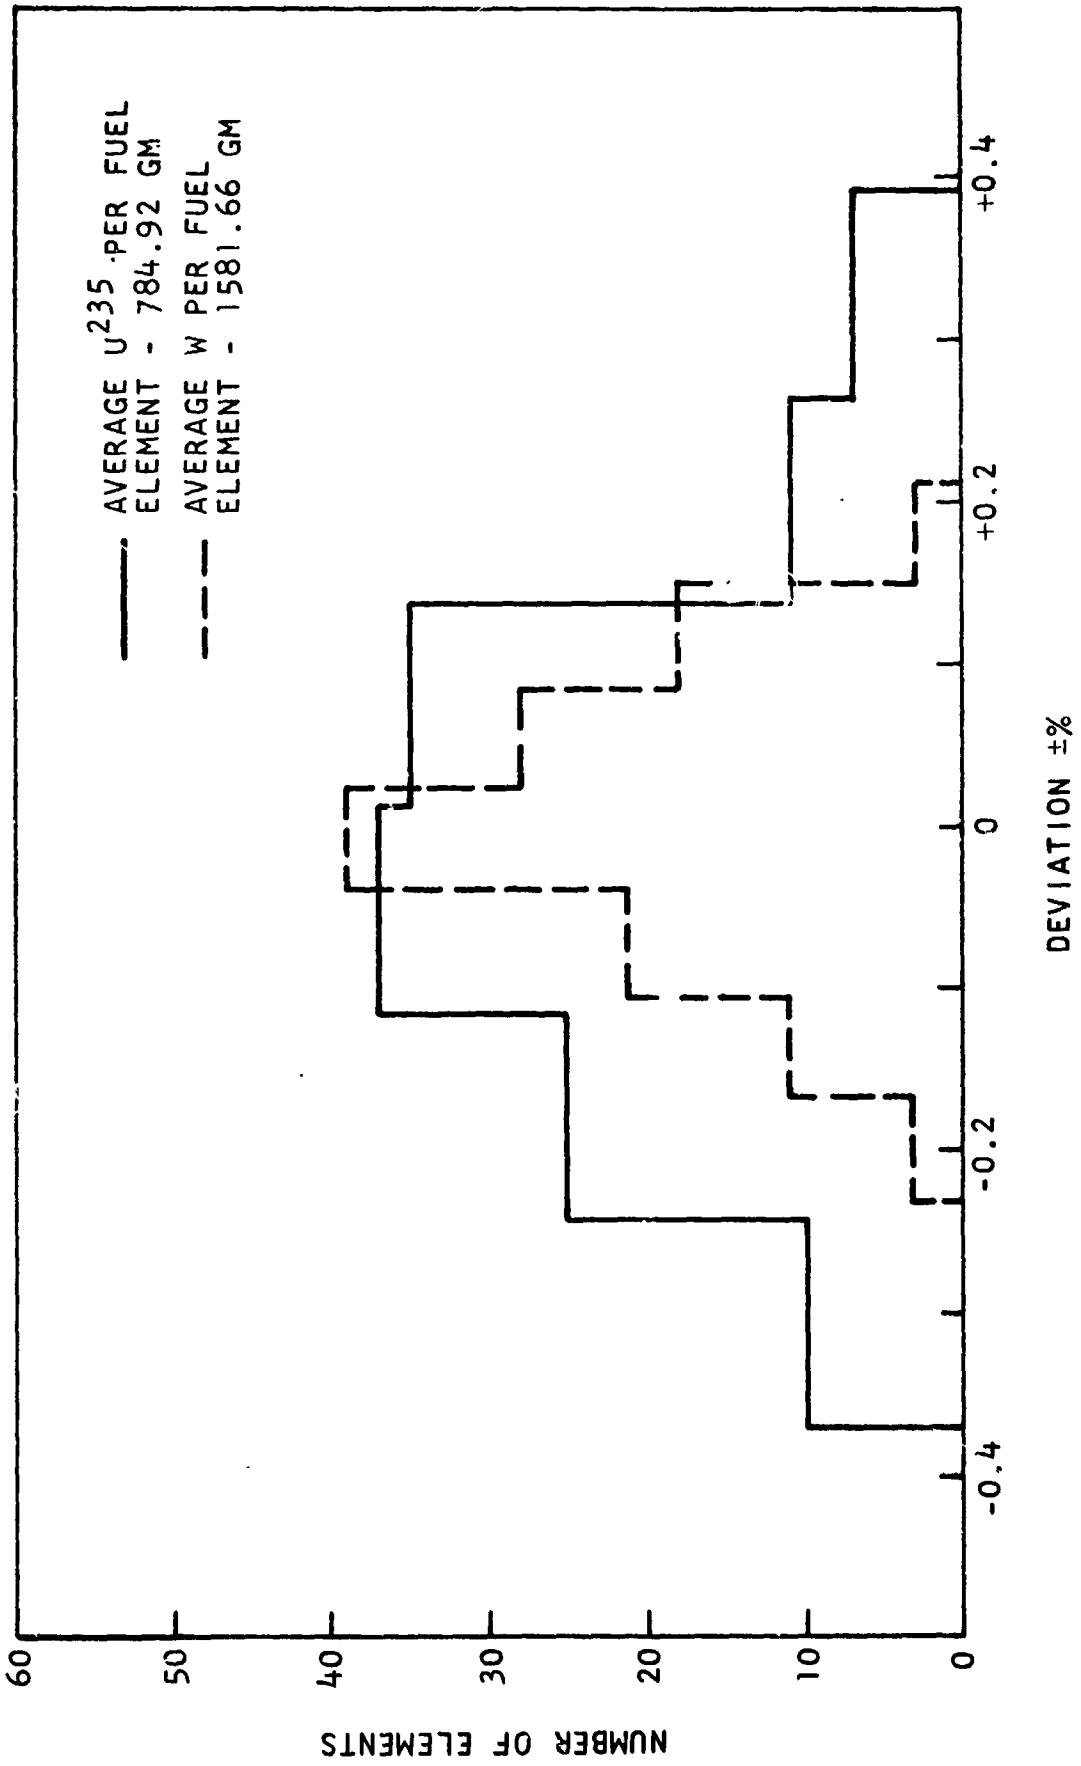 AVERAGE U235 PER FUEL
ELEMENT - 784.92 GM
AVERAGE W PER FUEL
ELEMENT - 1581.66 GM
NUMBER OF ELEMENTS
60
50
40
30
20
10
0
-0.4
-0.2
0
+0.2
+0.4
DEVIATION ±%